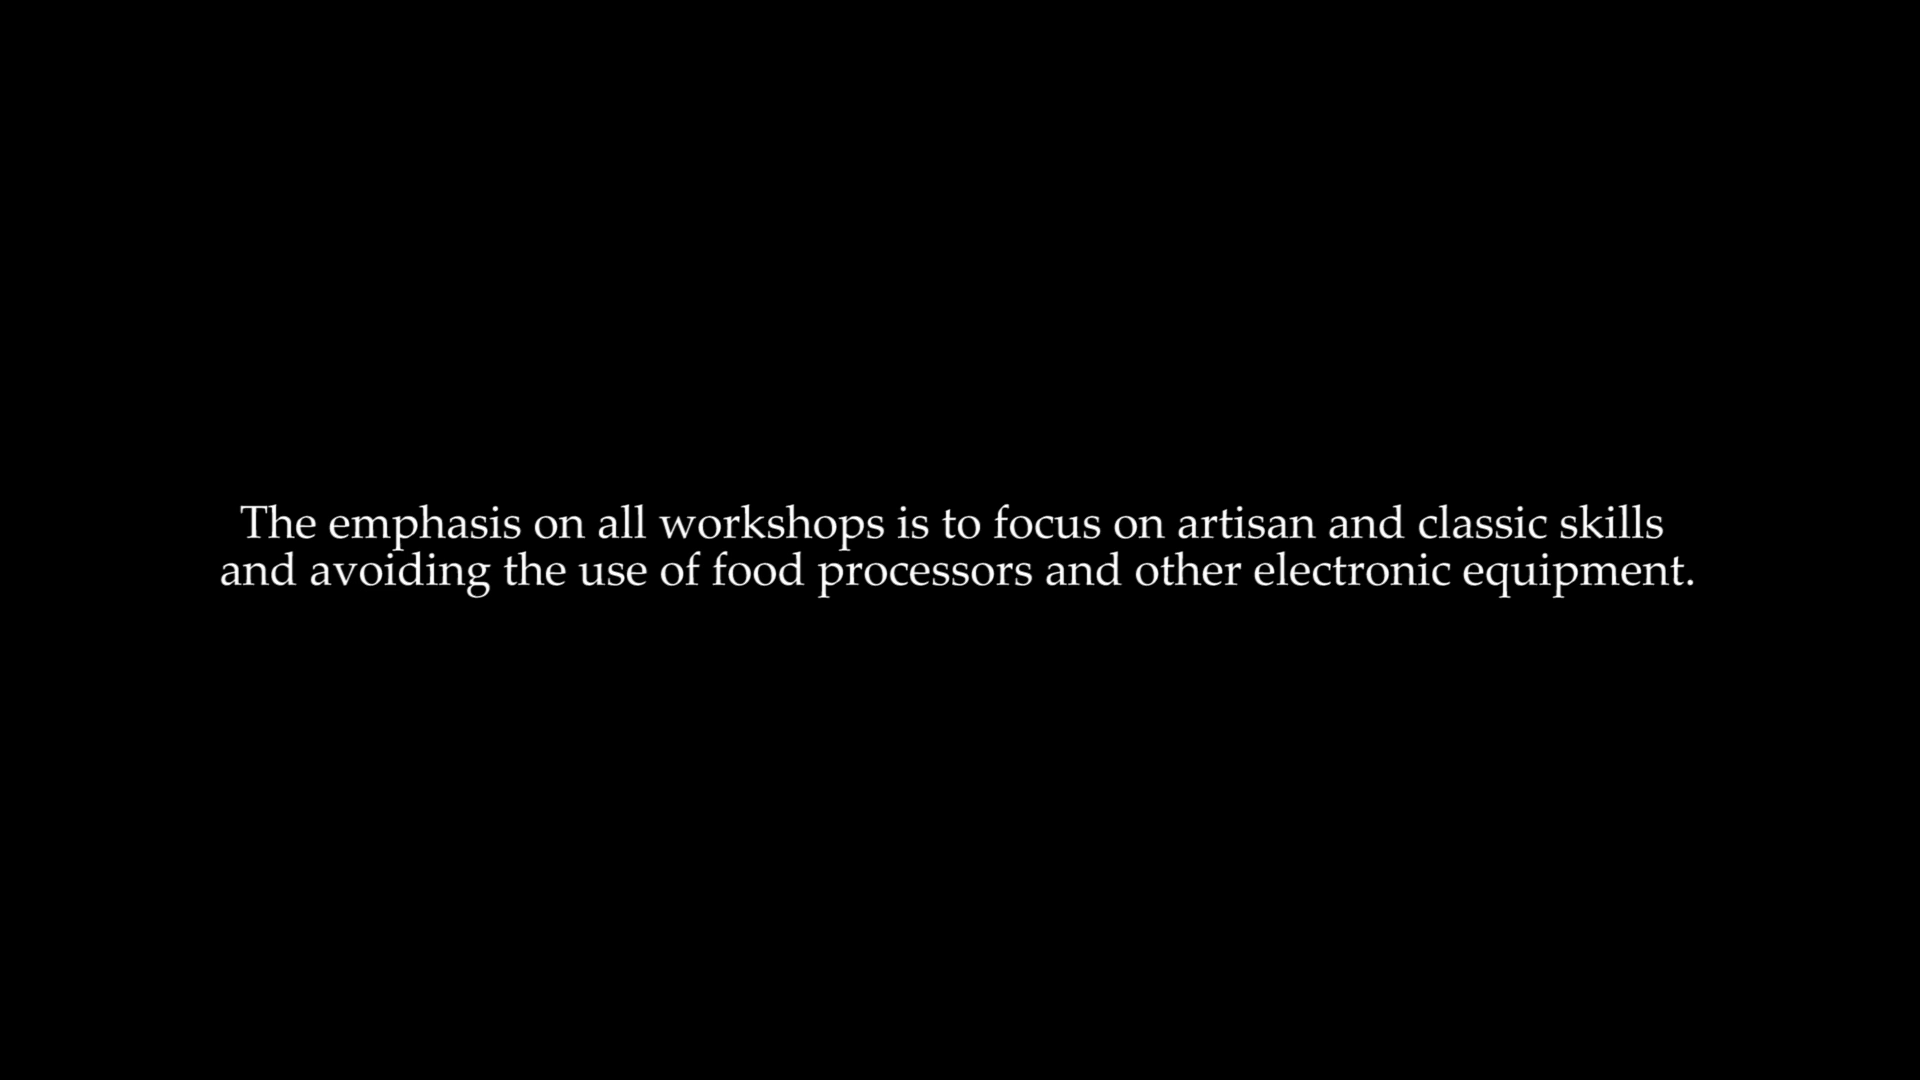 The emphasis on all workshops is to focus on artisan and classic skills
and avoiding the use of food processors and other electronic equipment.